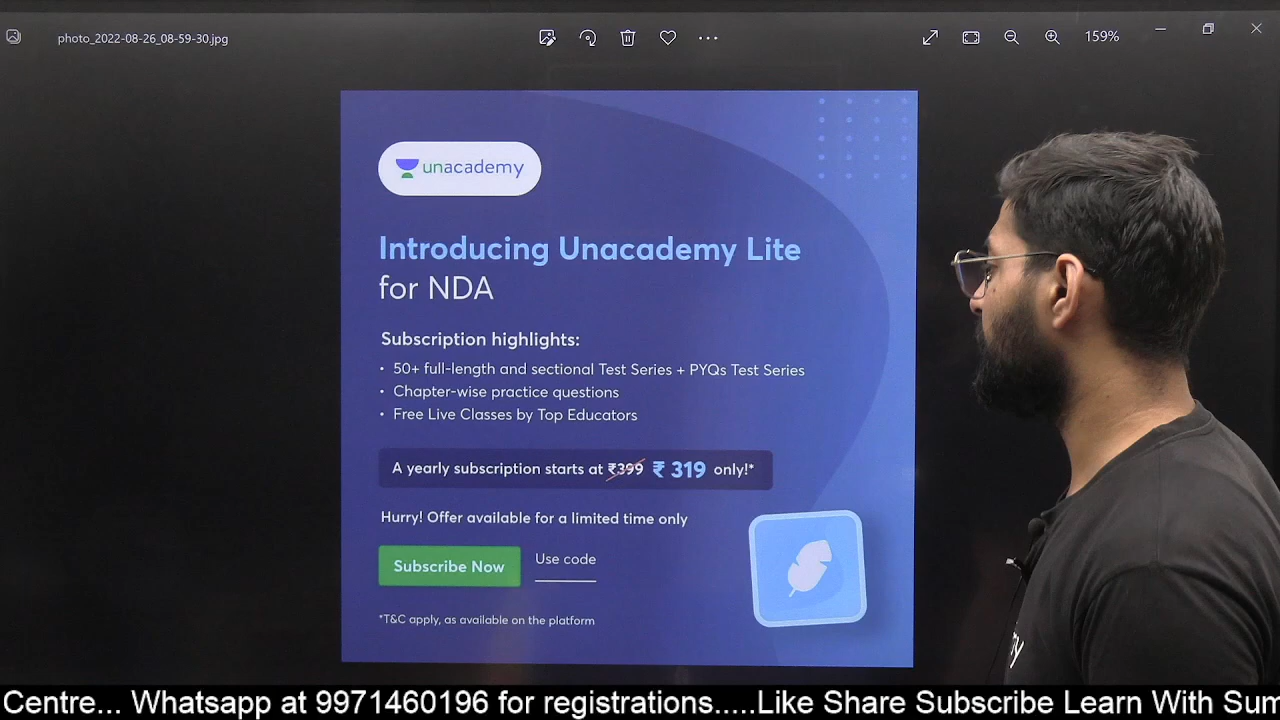 photo_2022-08-26_08-59-30.jpg
159%
unacademy
Introducing Unacademy Lite
for NDA
Subscription highlights:
• 50+ full-length and sectional Test Series + PYQs Test Series
• Chapter-wise practice questions
• Free Live Classes by Top Educators
A yearly subscription starts at ₹399 ₹ 319 only!*
Hurry! Offer available for a limited time only
Subscribe Now
Use code
*T&C apply, as available on the platform
Centre... Whatsapp at 9971460196 for registrations.....Like Share Subscribe Learn With Sum